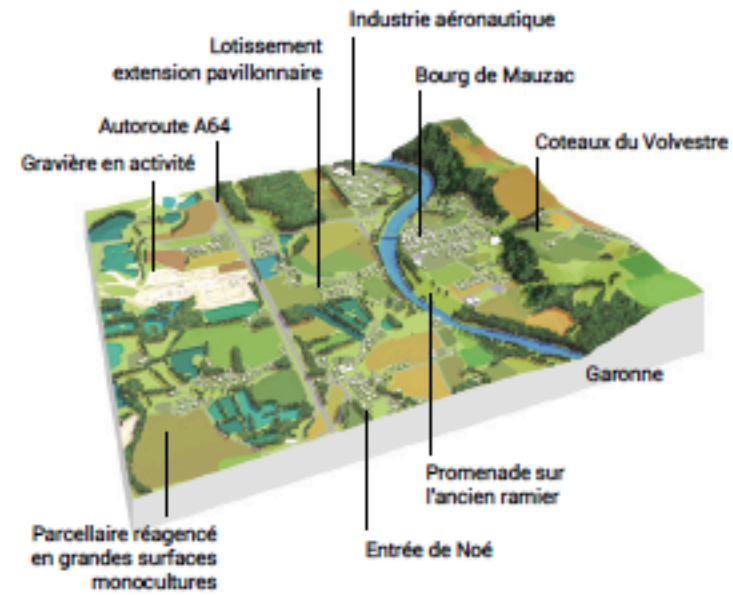 Industrie aéronautique
Lotissement
extension pavillonnaire
Bourg de Mauzac
Autoroute A64
Coteaux du Volvestre
Gravière en activité
Garonne
Promenade sur
l'ancien ramier
Parcellaire réagencé
en grandes surfaces
monocultures
Entrée de Noé